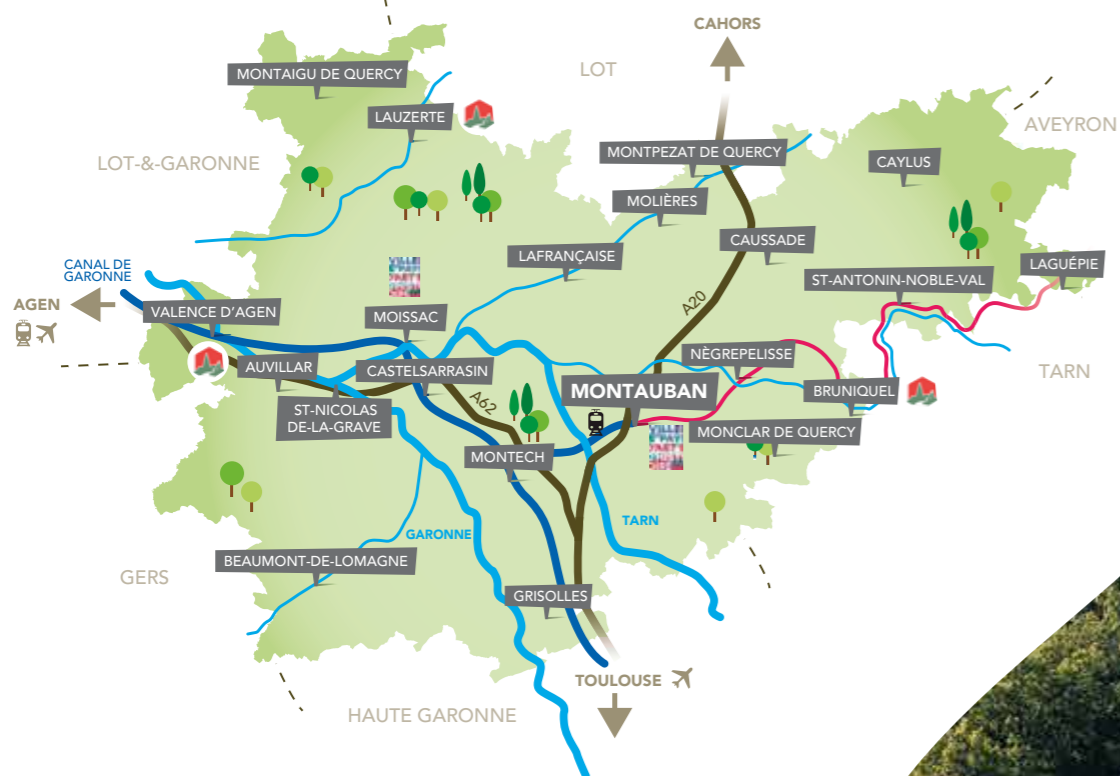 CAHORS
LOT
MONTAIGU DE QUERCY
LAUZERTE
AVEYRON
LOT-&-GARONNE
MONTPEZAT DE QUERCY
CAYLUS
MOLIÈRES
CAUSSADE
LAFRANÇAISE
CANAL DE
GARONNE
ST-ANTONIN-NOBLE-VAL
LAGUÉPIE
AGEN
VALENCE D'AGEN
A20
MOISSAC
AUVILLAR
CASTELSARRASIN
NÈGREPELISSE
TARN
MONTAUBAN
BRUNIQUEL
A62
ST-NICOLAS
DE-LA-GRAVE
MONCLAR DE QUERCY
MONTECH
TARN
GARONNE
BEAUMONT-DE-LOMAGNE
GERS
GRISOLLES
TOULOUSE
HAUTE GARONNE